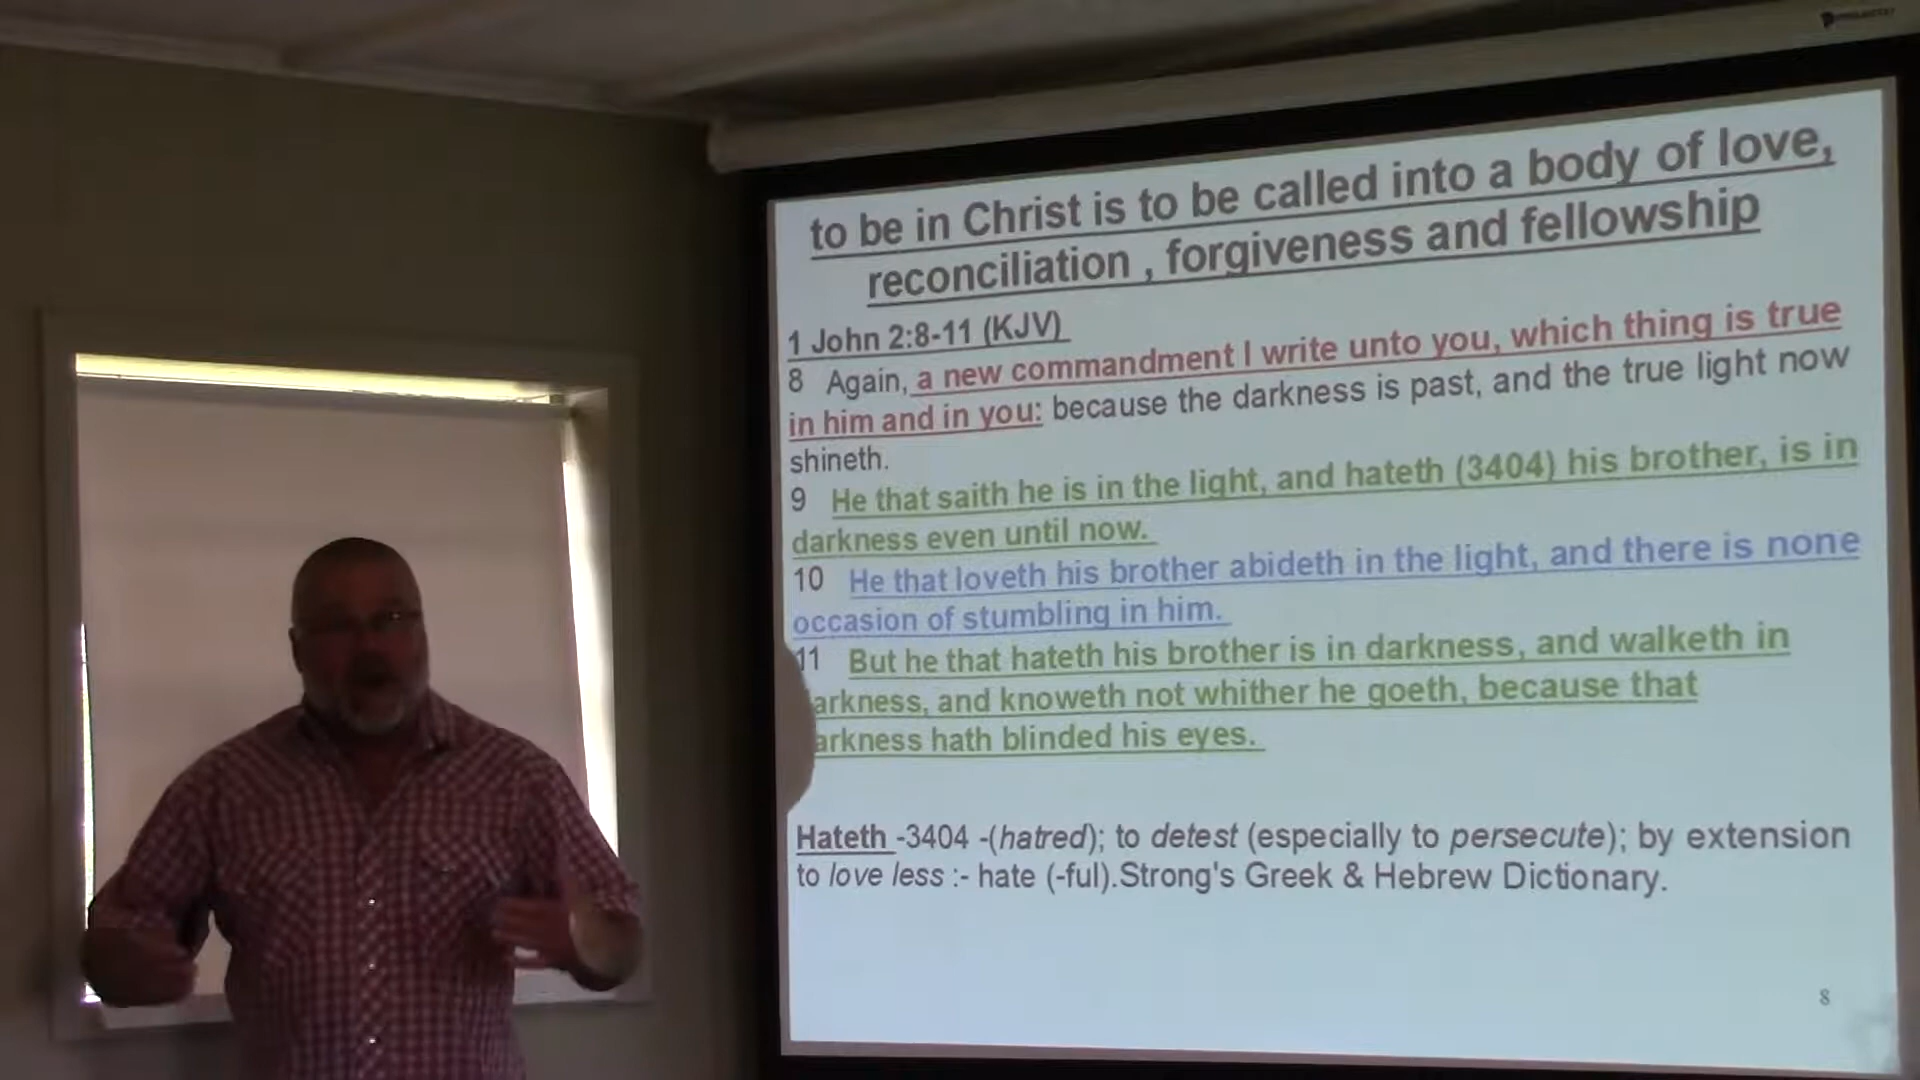 to be in Christ is to be called into a body of love,
reconciliation , forgiveness and fellowship
1 John 2:8-11 (KJV)
8 Again, a new commandment I write unto you, which thing is true
in him and in you: because the darkness is past, and the true light now
shineth.
9 He that saith he is in the light, and hateth (3404) his brother, is in
darkness even until now.
10 He that loveth his brother abideth in the light, and there is none
occasion of stumbling in him.
11 But he that hateth his brother is in darkness, and walketh in
arkness, and knoweth not whither he goeth, because that
arkness hath blinded his eyes.
Hateth -3404 -(hatred); to detest (especially to persecute); by extension
to love less :- hate (-ful).Strong's Greek & Hebrew Dictionary.
8